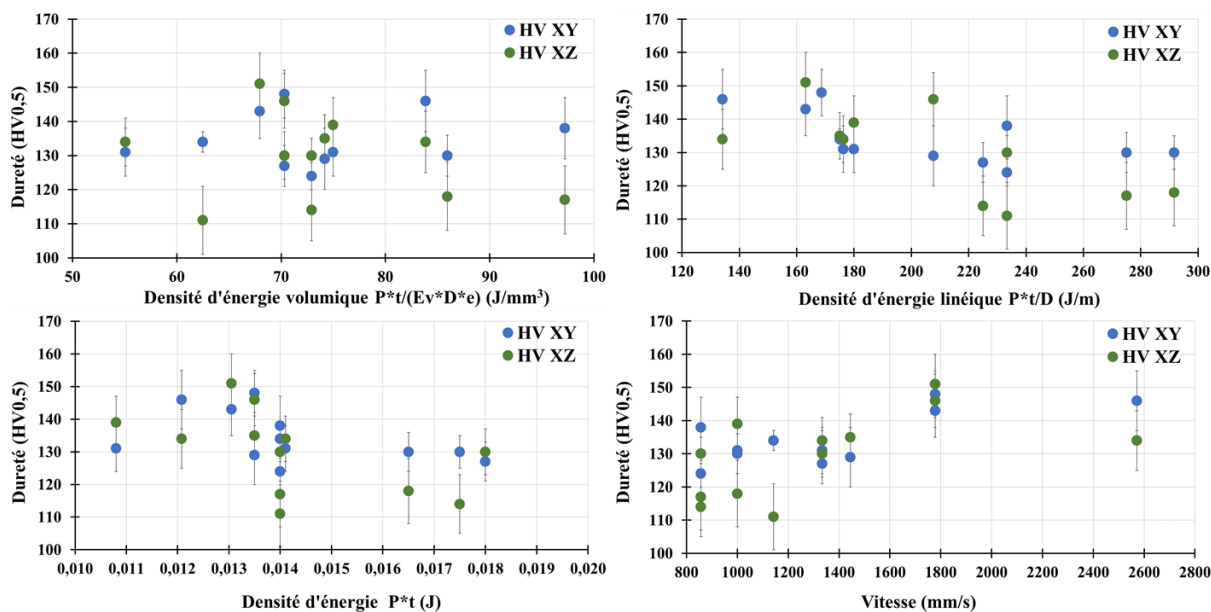 170
160
150
140
130
120
110
100
Dureté (HV0,5)
HV XY
HV XZ
50 60 70 80 90 100
Densité d'énergie volumique P*t/(Ev*D*e) (J/mm³)
170
160
150
140
130
120
110
100
Dureté (HV0,5)
HV XY
HV XZ
120 140 160 180 200 220 240 260 280 300
Densité d'énergie linéique P*t/D (J/m)
170
160
150
140
130
120
110
100
Dureté (HV0,5)
HV XY
HV XZ
0,010 0,011 0,012 0,013 0,014 0,015 0,016 0,017 0,018 0,019 0,020
Densité d'énergie P*t (J)
170
160
150
140
130
120
110
100
Dureté (HV0,5)
HV XY
HV XZ
800 1000 1200 1400 1600 1800 2000 2200 2400 2600 2800
Vitesse (mm/s)